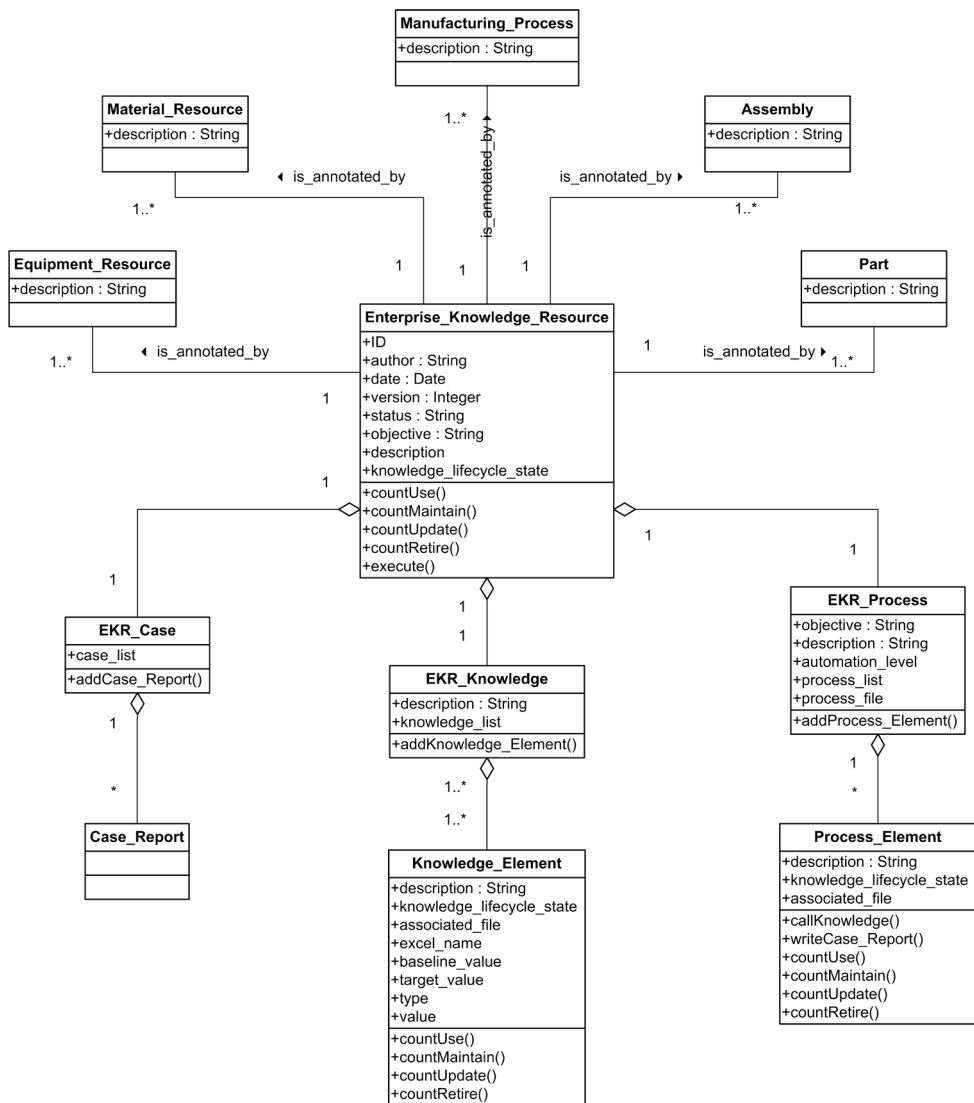 Manufacturing_Process
+description : String
Material_Resource
+description : String
Assembly
+description : String
1..*
is_annotated_by
is_annotated_by
is_annotated_by
1..*
1..*
Equipment_Resource
+description : String
Part
+description : String
1
1
1
Enterprise_Knowledge_Resource
+ID
+author : String
+date : Date
+version : Integer
+status : String
+objective : String
+description
+knowledge_lifecycle_state
+countUse()
+countMaintain()
+countUpdate()
+countRetire()
+execute()
is_annotated_by
1..*
1
1
is_annotated_by
1..*
1
1
1
1
1
1
EKR_Case
+case_list
+addCase_Report()
EKR_Knowledge
+description : String
+knowledge_list
+addKnowledge_Element()
EKR_Process
+objective : String
+description : String
+automation_level
+process_list
+process_file
+addProcess_Element()
1
*
1..*
1..*
1
*
Case_Report
Knowledge_Element
+description : String
+knowledge_lifecycle_state
+associated_file
+excel_name
+baseline_value
+target_value
+type
+value
+countUse()
+countMaintain()
+countUpdate()
+countRetire()
Process_Element
+description : String
+knowledge_lifecycle_state
+associated_file
+callKnowledge()
+writeCase_Report()
+countUse()
+countMaintain()
+countUpdate()
+countRetire()